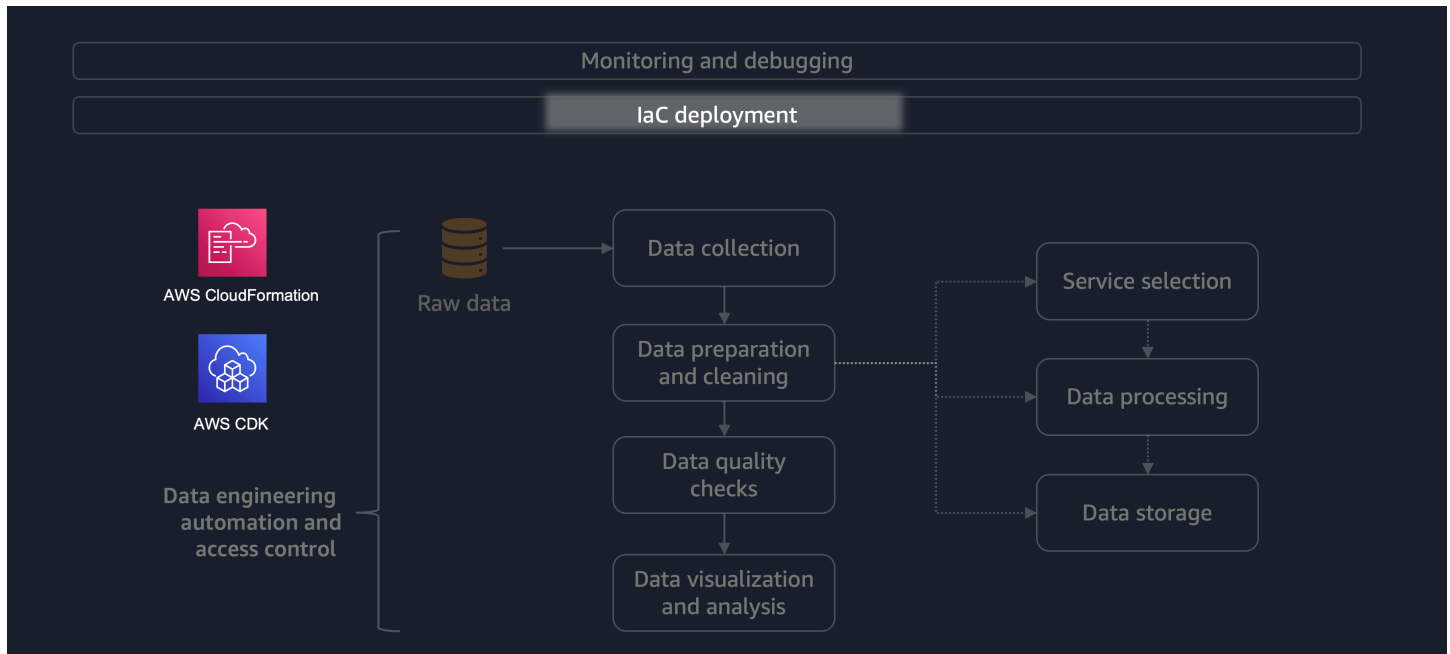 Monitoring and debugging
IaC deployment
AWS CloudFormation
AWS CDK
Data engineering
automation and
access control
Raw data
Data collection
Data preparation
and cleaning
Data quality
checks
Data visualization
and analysis
Service selection
Data processing
Data storage